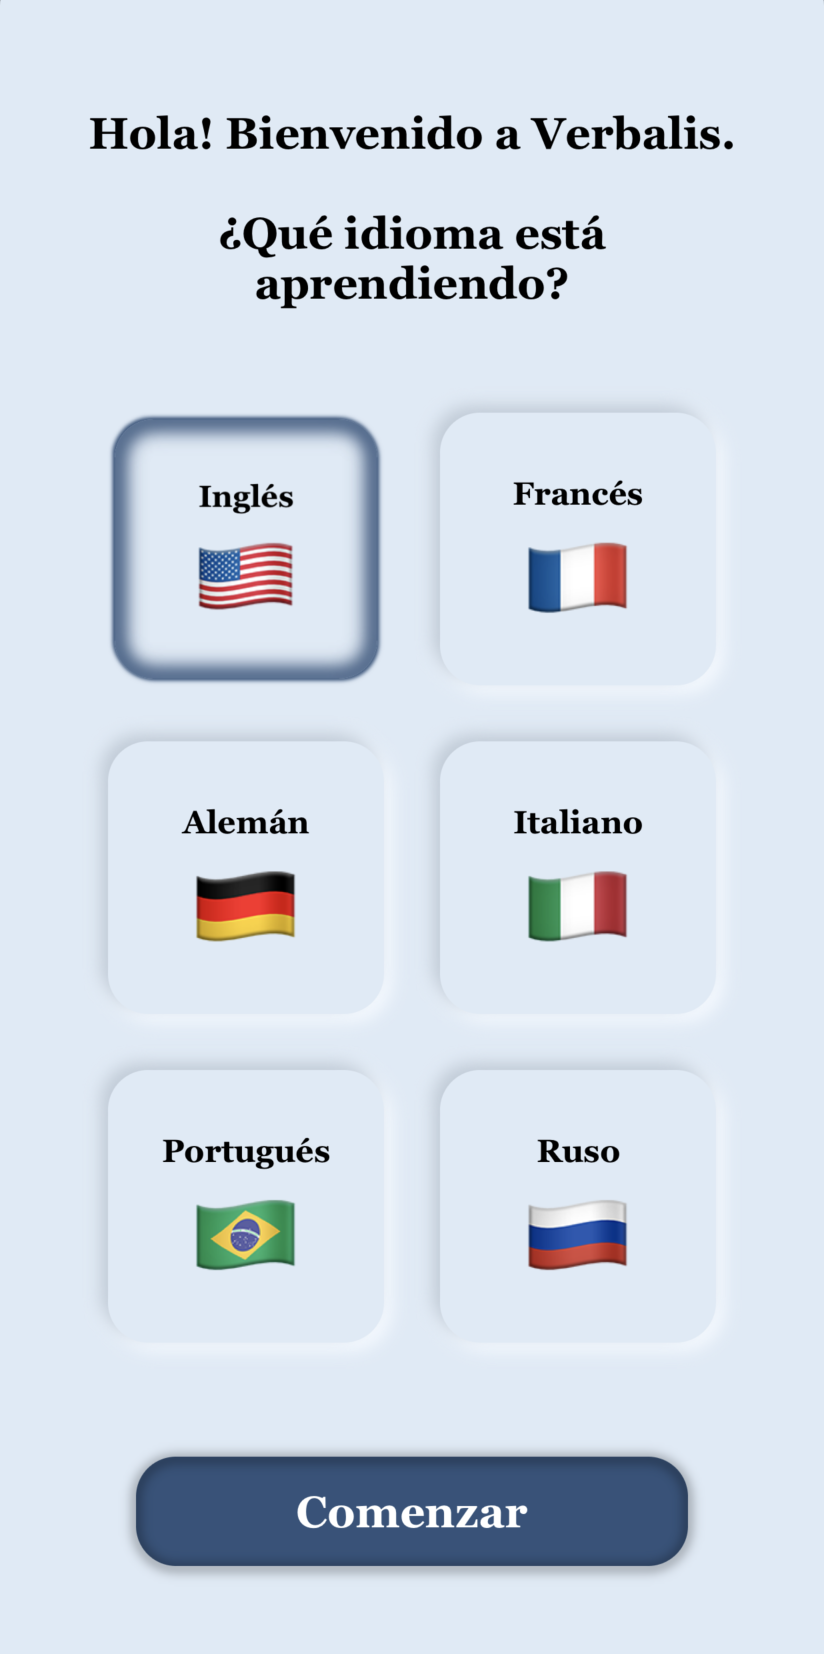 Hola! Bienvenido a Verbalis.
¿Qué idioma está
aprendiendo?
Inglés
Francés
Alemán
Italiano
Portugués
Ruso
Comenzar